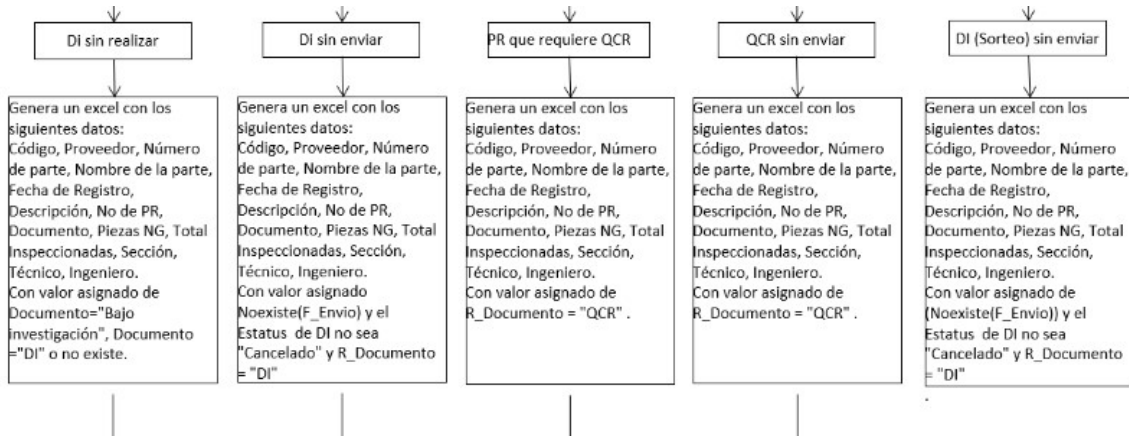 Di sin realizar
Di sin enviar
PR que requiere QCR
QCR sin enviar
DI (Sorteo) sin enviar
Genera un excel con los
siguientes datos:
Código, Proveedor, Número
de parte, Nombre de la parte,
Fecha de Registro,
Descripción, No de PR,
Documento, Piezas NG, Total
Inspeccionadas, Sección,
Técnico, Ingeniero.
Con valor asignado de
Documento="Bajo
investigación", Documento
="DI" o no existe.
Genera un excel con los
siguientes datos:
Código, Proveedor, Número
de parte, Nombre de la parte,
Fecha de Registro,
Descripción, No de PR,
Documento, Piezas NG, Total
Inspeccionadas, Sección,
Técnico, Ingeniero.
Con valor asignado
Noexiste(F_Envio) y el
Estatus de DI no sea
"Cancelado" y R_Documento
= "DI"
Genera un excel con los
siguientes datos:
Código, Proveedor, Número
de parte, Nombre de la parte,
Fecha de Registro,
Descripción, No de PR,
Documento, Piezas NG, Total
Inspeccionadas, Sección,
Técnico, Ingeniero.
Con valor asignado de
R_Documento = "QCR" .
Genera un excel con los
siguientes datos:
Código, Proveedor, Número
de parte, Nombre de la parte,
Fecha de Registro,
Descripción, No de PR,
Documento, Piezas NG, Total
Inspeccionadas, Sección,
Técnico, Ingeniero.
Con valor asignado de
R_Documento = "QCR" .
Genera un excel con los
siguientes datos:
Código, Proveedor, Número
de parte, Nombre de la parte,
Fecha de Registro,
Descripción, No de PR,
Documento, Piezas NG, Total
Inspeccionadas, Sección,
Técnico, Ingeniero.
Con valor asignado de
(Noexiste(F_Envio)) y el
Estatus de DI no sea
"Cancelado" y R_Documento
= "DI"
.